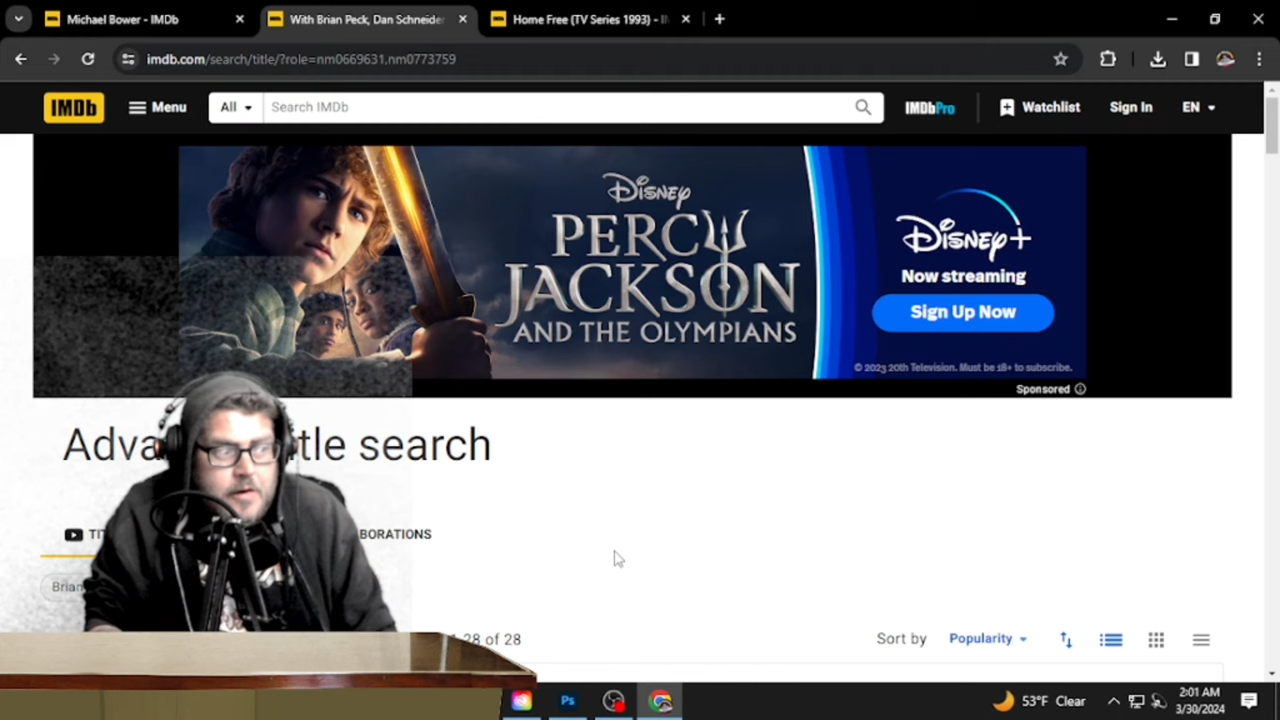 Michael Bower - IMDb
With Brian Peck, Dan Schneider
Home Free (TV Series 1993) -
imdb.com/search/title/?role=nm0669631.nm0773759
IMDb
Menu
All
Search IMDb
IMDbPro
Watchlist
Sign In
EN
Disney
PERCY
JACKSON
AND THE OLYMPIANS
Disney+
Now streaming
Sign Up Now
© 2023 20th Television. Must be 18+ to subscribe.
Sponsored
Adva tle search
TIT BORATIONS
Brian
1-28 of 28
Sort by Popularity
Ps
53°F Clear
2:01 AM
3/30/2024